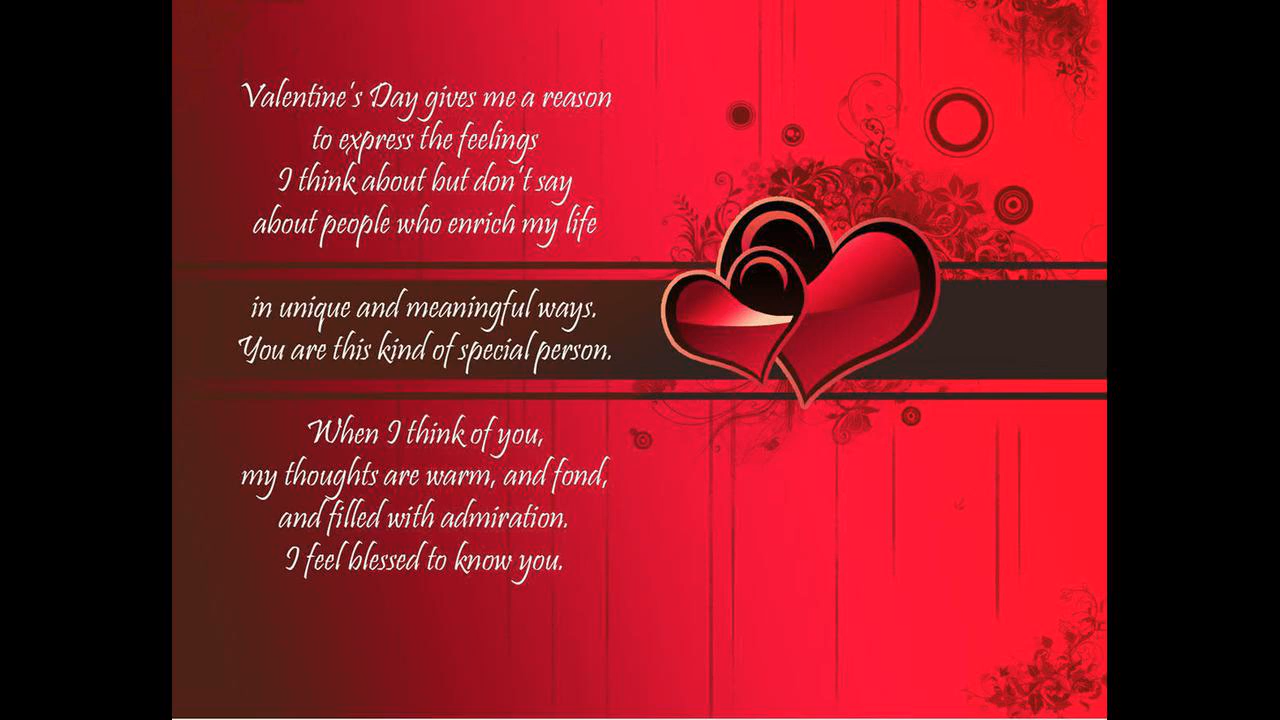 Valentine's Day gives me a reason
to express the feelings
I think about but don't say
about people who enrich my life
in unique and meaningful ways.
You are this kind of special person.
When I think of you,
my thoughts are warm, and fond,
and filled with admiration.
I feel blessed to know you.